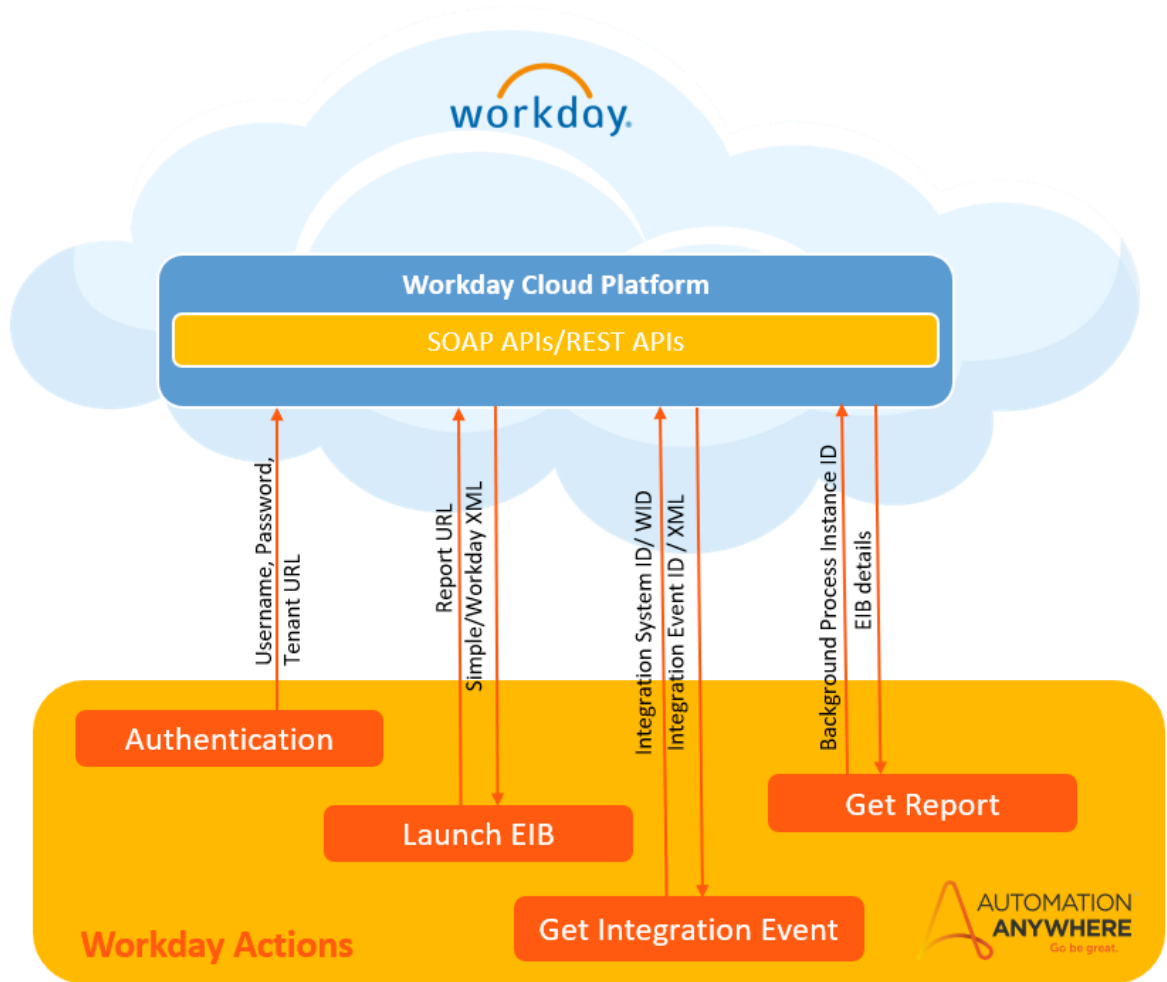 workday.
Workday Cloud Platform
SOAP APIs/REST APIs
Username, Password,
Tenant URL
Report URL
Simple/Workday XML
Integration System ID/ WID
Integration Event ID / XML
Background Process Instance ID
EIB details
Authentication
Launch EIB
Get Integration Event
Get Report
Workday Actions
AUTOMATION
ANYWHERE
Go be great.